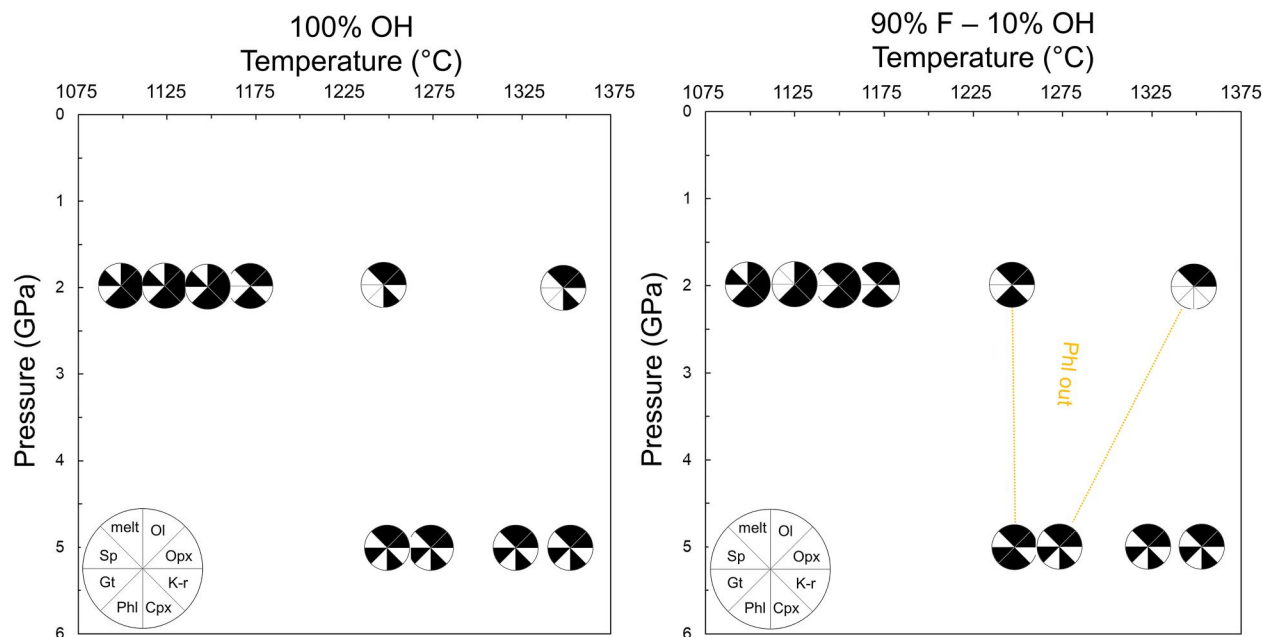 100% OH
Temperature (°C)
1075 1125 1175 1225 1275 1325 1375
0
1
2
3
4
5
6
Pressure (GPa)
melt Ol
Sp Opx
Gt K-r
Phl Cpx
90% F – 10% OH
Temperature (°C)
1075 1125 1175 1225 1275 1325 1375
0
1
2
3
4
5
6
Pressure (GPa)
Phl out
melt Ol
Sp Opx
Gt K-r
Phl Cpx